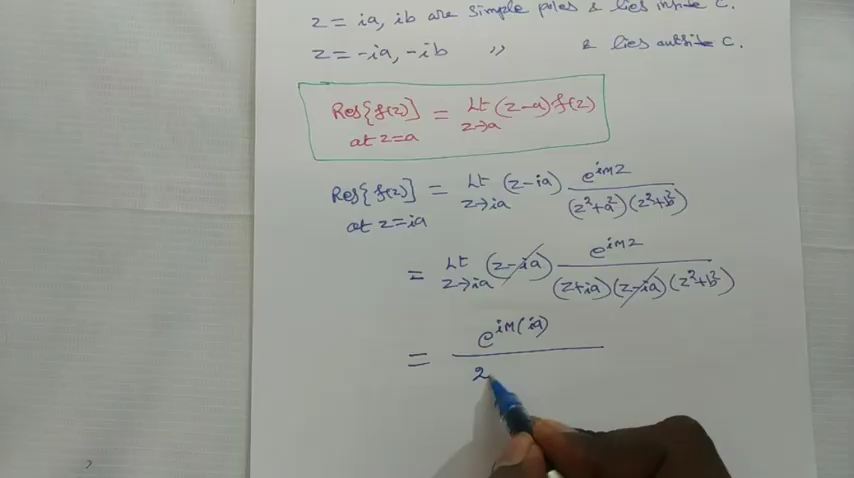 z = ia, ib are simple poles & lies inside C.
z = -ia, -ib ,, & lies outside C.
Res{f(z)} = Lt (z-a) f(z)
at z=a z→a
Res{f(z)} = Lt (z-ia) e^{imz} / (z²+a²)(z²+b²)
at z=ia z→ia
= Lt (z-ia) e^{imz} / (z+ia)(z-ia)(z²+b²)
z→ia
= e^{im(ia)} / 2